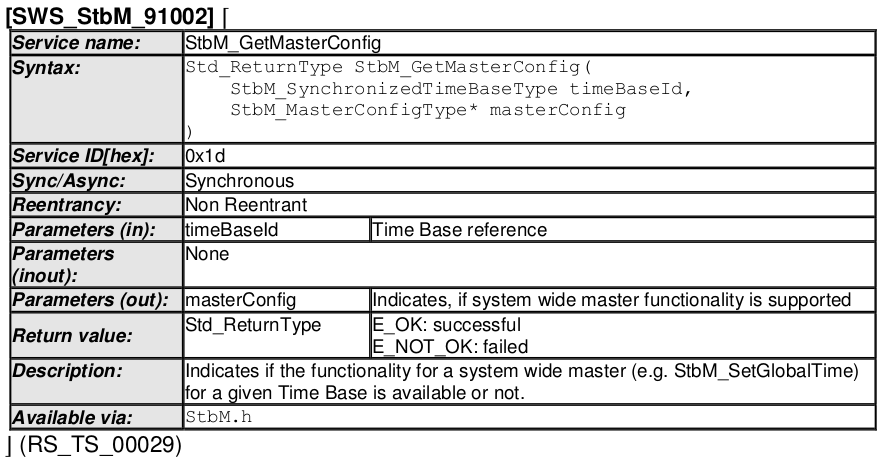 [SWS_StbM_91002] ⌈
Service name: StbM_GetMasterConfig
Syntax: Std_ReturnType StbM_GetMasterConfig(
StbM_SynchronizedTimeBaseType timeBaseId,
StbM_MasterConfigType* masterConfig
)
Service ID[hex]: 0x1d
Sync/Async: Synchronous
Reentrancy: Non Reentrant
Parameters (in): timeBaseId Time Base reference
Parameters None
(inout):
Parameters (out): masterConfig Indicates, if system wide master functionality is supported
Return value: Std_ReturnType E_OK: successful
E_NOT_OK: failed
Description: Indicates if the functionality for a system wide master (e.g. StbM_SetGlobalTime)
for a given Time Base is available or not.
Available via: StbM.h
⌋ (RS_TS_00029)